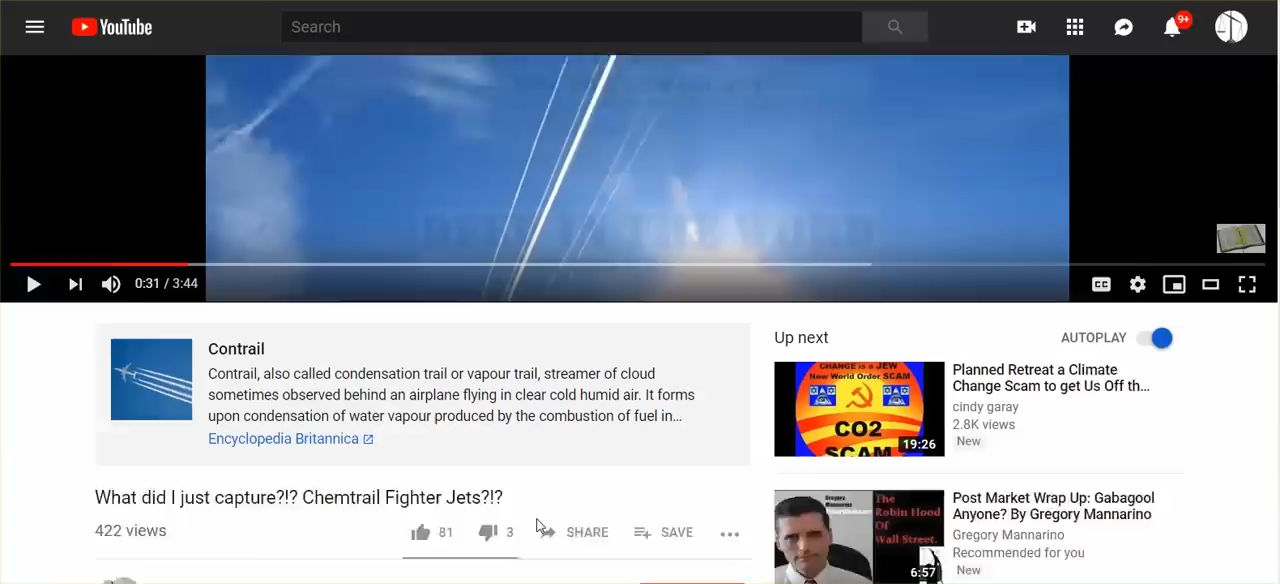 YouTube
Search
9+
0:31 / 3:44
CC
Contrail
Contrail, also called condensation trail or vapour trail, streamer of cloud
sometimes observed behind an airplane flying in clear cold humid air. It forms
upon condensation of water vapour produced by the combustion of fuel in...
Encyclopedia Britannica
What did I just capture?!? Chemtrail Fighter Jets?!?
422 views
81
3
SHARE
SAVE
Up next
AUTOPLAY
CHANGE is a JEW
New World Order SCAM
CO2
SCAM
19:26
Planned Retreat a Climate
Change Scam to get Us Off th...
cindy garay
2.8K views
New
Gregory
Mannarino
The
Robin Hood
Of
Wall Street.
6:57
Post Market Wrap Up: Gabagool
Anyone? By Gregory Mannarino
Gregory Mannarino
Recommended for you
New